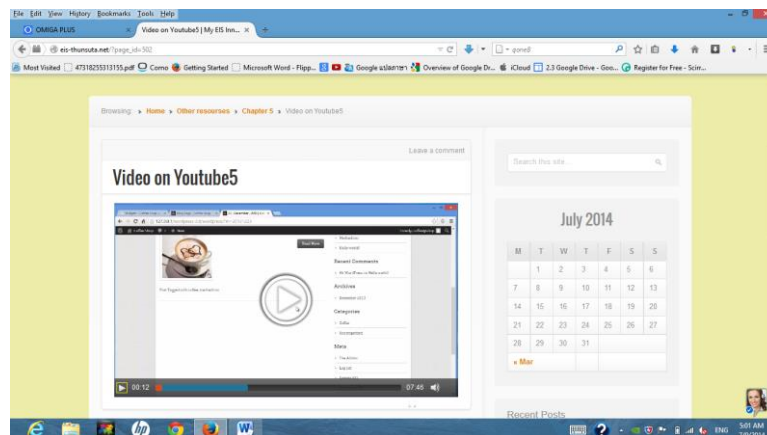 File Edit View History Bookmarks Tools Help
OMIGA PLUS Video on Youtube5 | My EIS Inn...
eis-thunsuta.net/?page_id=502
Most Visited 47318255313155.pdf Como Getting Started Microsoft Word - Flipp... Google แปลภาษา Overview of Google Dr... iCloud 2.3 Google Drive - Goo... Register for Free - Scirr...
Browsing: Home Other resourses Chapter 5 Video on Youtube5
Leave a comment
Video on Youtube5
Read More
Recent Comments
Archives
Categories
Meta
00:12 07:46
Search this site...
July 2014
M T W T F S S
1 2 3 4 5 6
7 8 9 10 11 12 13
14 15 16 17 18 19 20
21 22 23 24 25 26 27
28 29 30 31
« Mar
Recent Posts
ENG 5:01 AM